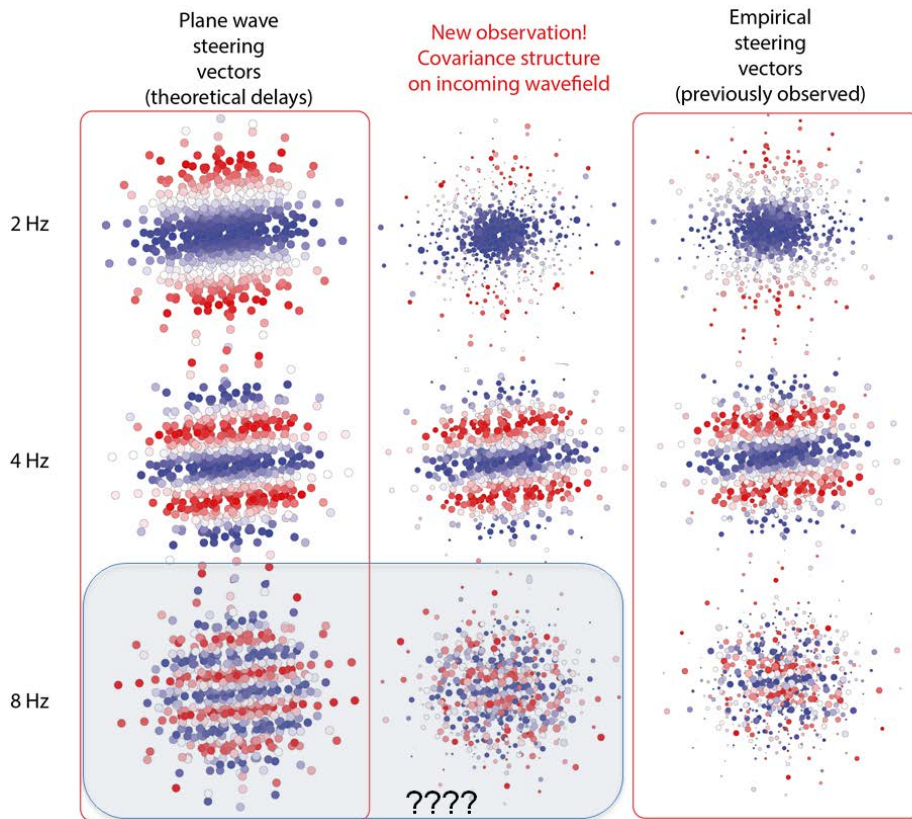 Plane wave
steering
vectors
(theoretical delays)
New observation!
Covariance structure
on incoming wavefield
Empirical
steering
vectors
(previously observed)
2 Hz
4 Hz
8 Hz
????